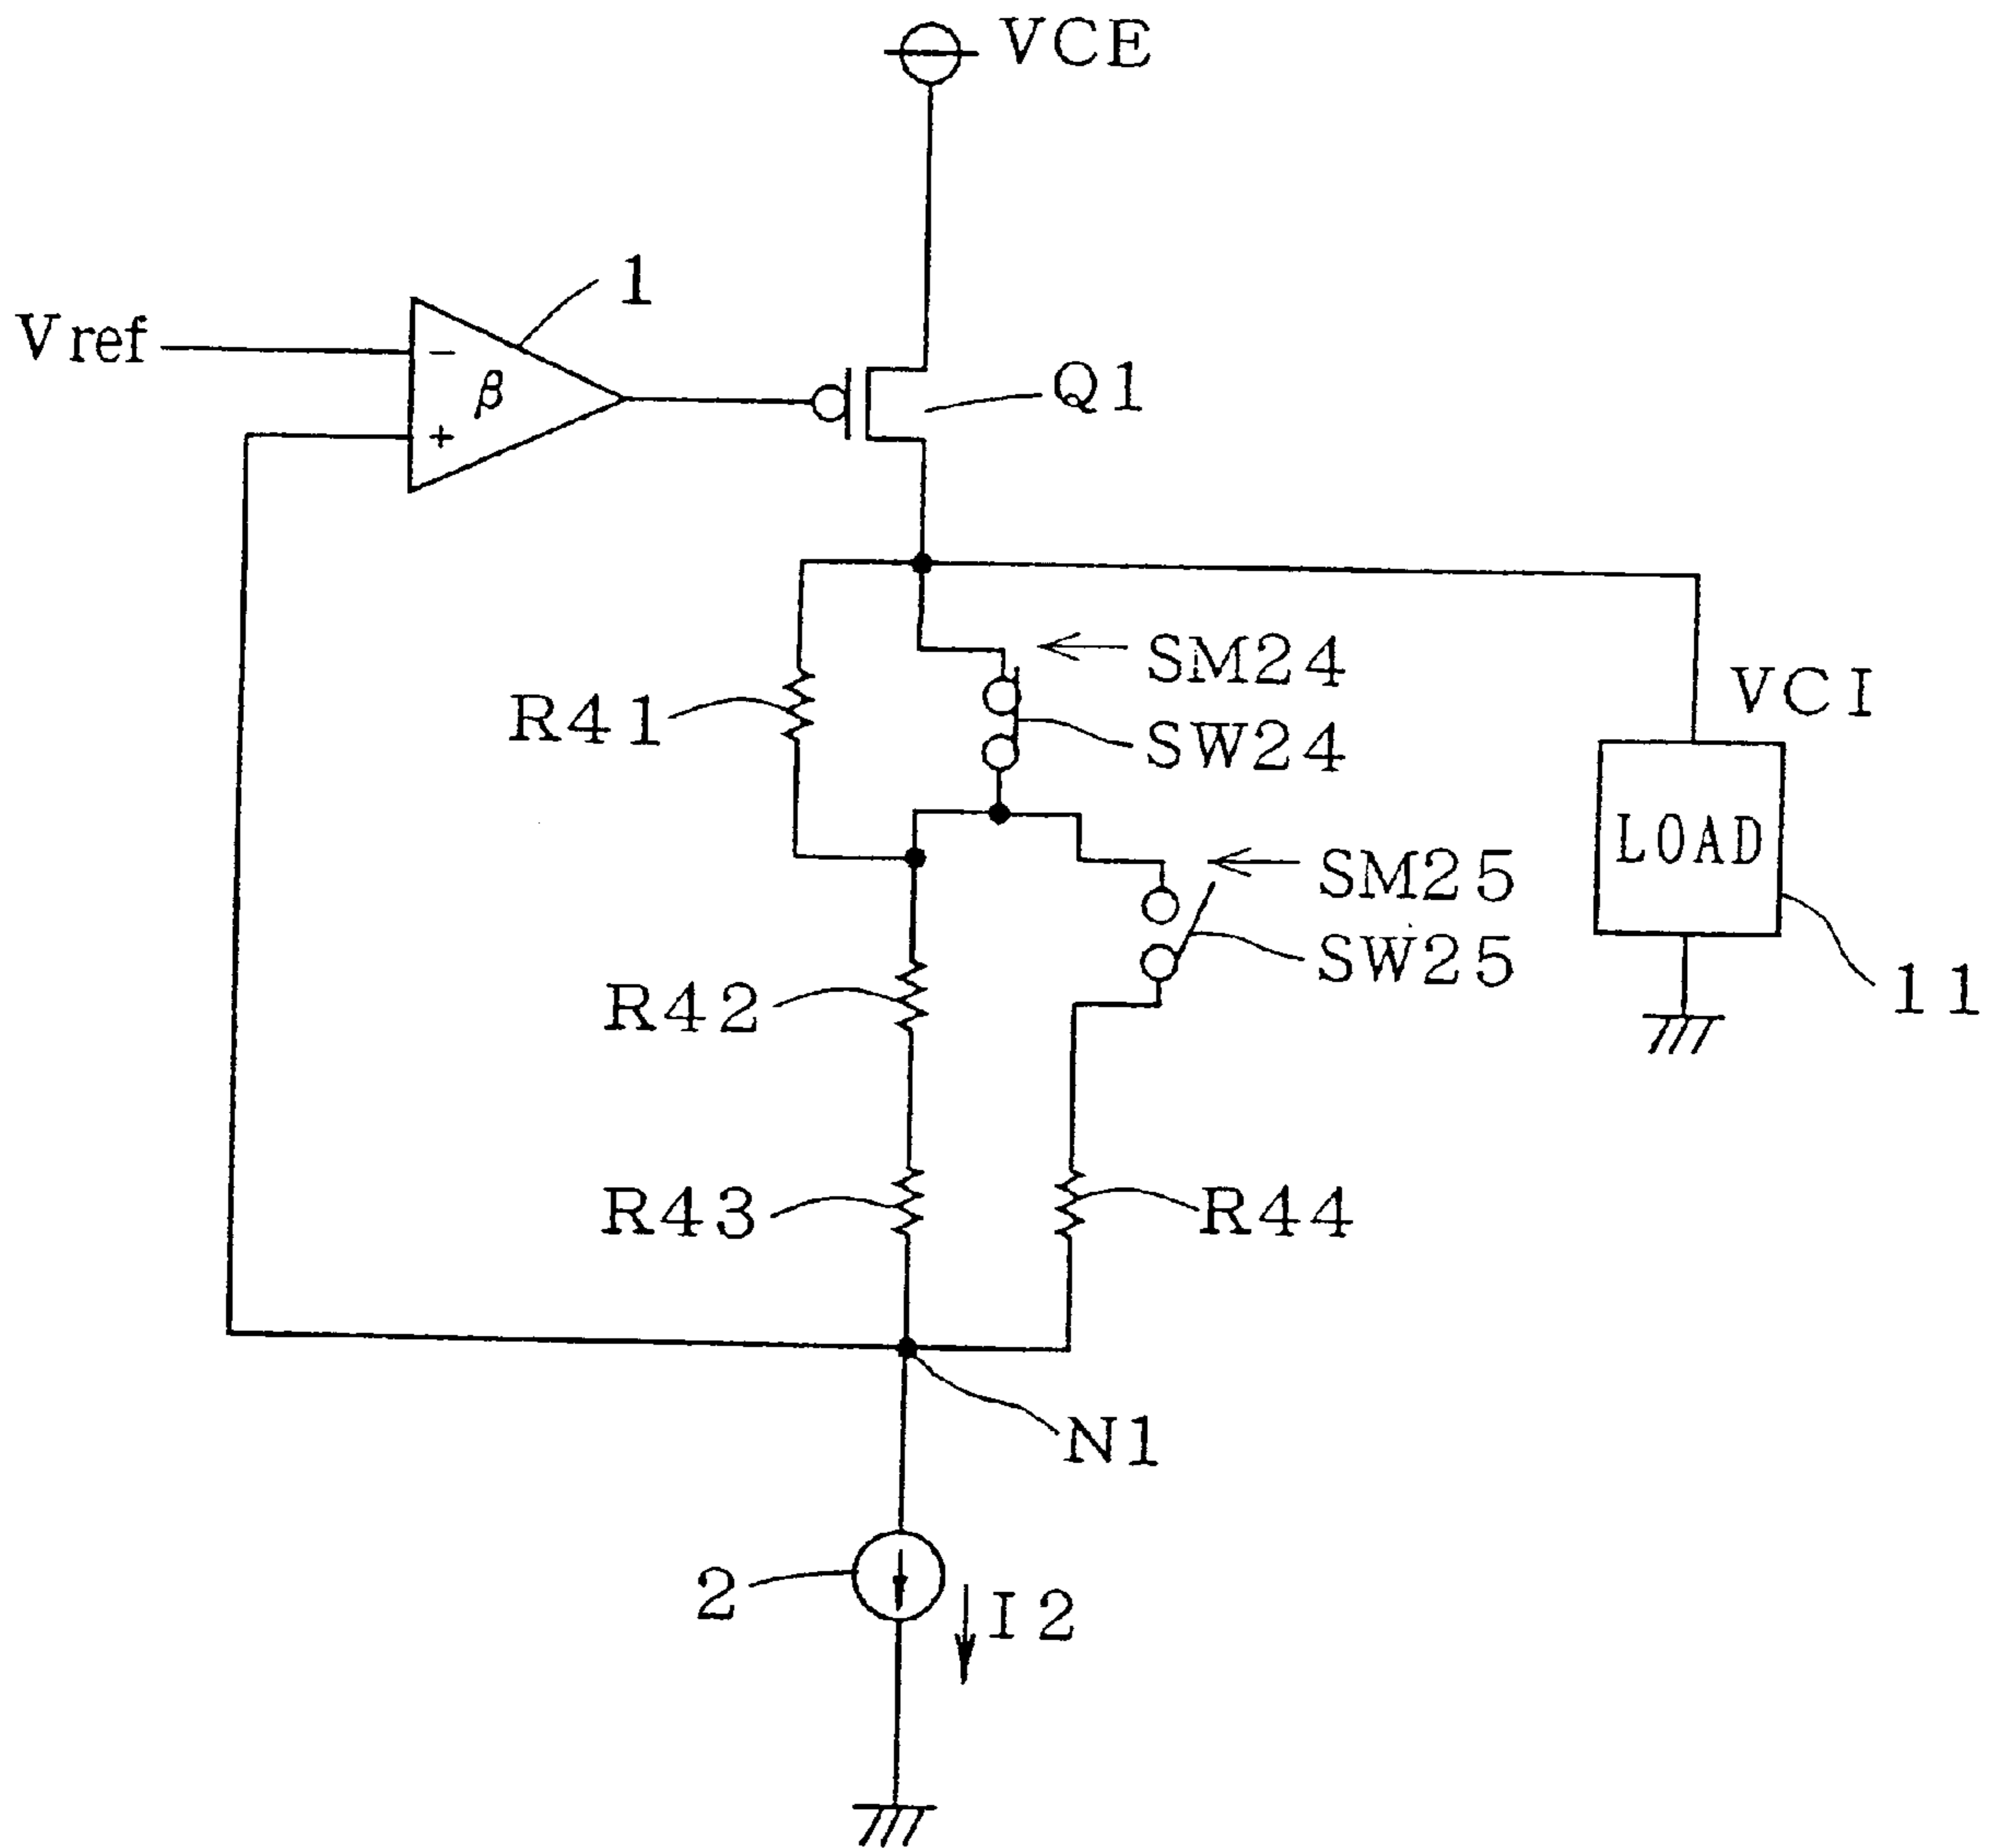 VCE
1
Vref
-
β
+
Q1
SM24
R41
SW24
VCI
LOAD
SM25
SW25
11
R42
R43
R44
N1
2
I2